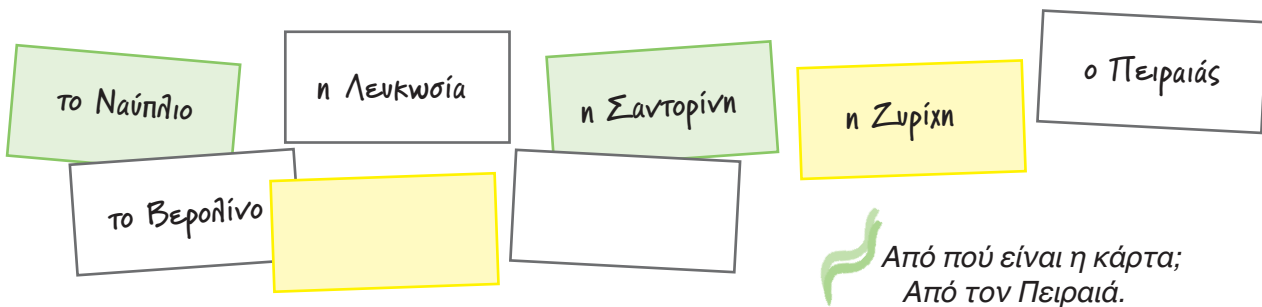 το Ναύπλιο
η Λευκωσία
η Σαντορίνη
η Ζυρίχη
ο Πειραιάς
το Βερολίνο
Από πού είναι η κάρτα;
Από τον Πειραιά.